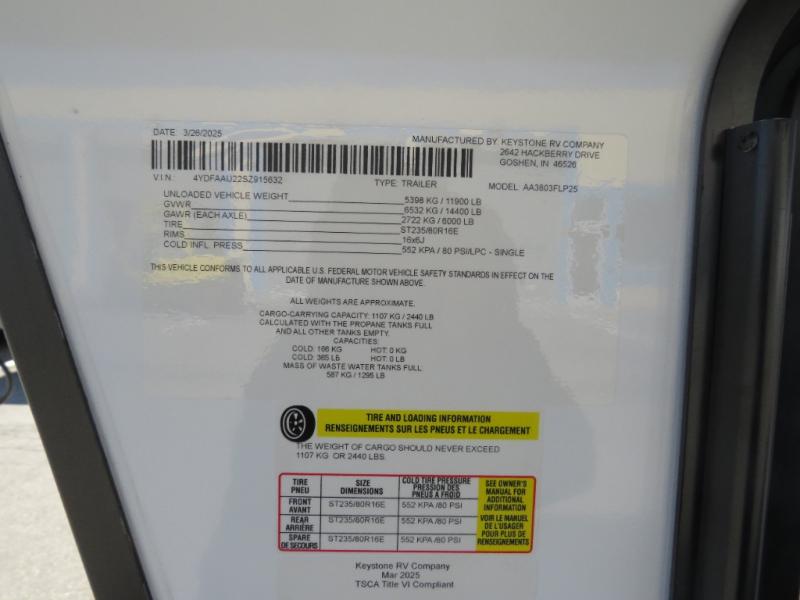 DATE: 3/26/2025
MANUFACTURED BY: KEYSTONE RV COMPANY
2642 HACKBERRY DRIVE
GOSHEN, IN 46526
V.I.N: 4YDFAAU22SZ915632 TYPE: TRAILER MODEL: AA3803FLP25
UNLOADED VEHICLE WEIGHT 5398 KG / 11900 LB
GVWR 6532 KG / 14400 LB
GAWR (EACH AXLE) 2722 KG / 6000 LB
TIRE ST235/80R16E
RIMS 16x6J
COLD INFL. PRESS 552 KPA / 80 PSI/LPC - SINGLE
THIS VEHICLE CONFORMS TO ALL APPLICABLE U.S. FEDERAL MOTOR VEHICLE SAFETY STANDARDS IN EFFECT ON THE
DATE OF MANUFACTURE SHOWN ABOVE.
ALL WEIGHTS ARE APPROXIMATE.
CARGO-CARRYING CAPACITY: 1107 KG / 2440 LB
CALCULATED WITH THE PROPANE TANKS FULL
AND ALL OTHER TANKS EMPTY.
CAPACITIES:
COLD: 166 KG HOT: 0 KG
COLD: 365 LB HOT: 0 LB
MASS OF WASTE WATER TANKS FULL:
587 KG / 1295 LB
TIRE AND LOADING INFORMATION
RENSEIGNEMENTS SUR LES PNEUS ET LE CHARGEMENT
THE WEIGHT OF CARGO SHOULD NEVER EXCEED
1107 KG OR 2440 LBS.
TIRE
PNEU
SIZE
DIMENSIONS
COLD TIRE PRESSURE
PRESSION DES
PNEUS A FROID
SEE OWNER'S
MANUAL FOR
ADDITIONAL
INFORMATION
VOIR LE MANUEL
DE L'USAGER
POUR PLUS DE
RENSEIGNEMENTS
FRONT
AVANT
ST235/80R16E 552 KPA /80 PSI
REAR
ARRIÈRE
ST235/80R16E 552 KPA /80 PSI
SPARE
DE SECOURS
ST235/80R16E 552 KPA /80 PSI
Keystone RV Company
Mar 2025
TSCA Title VI Compliant